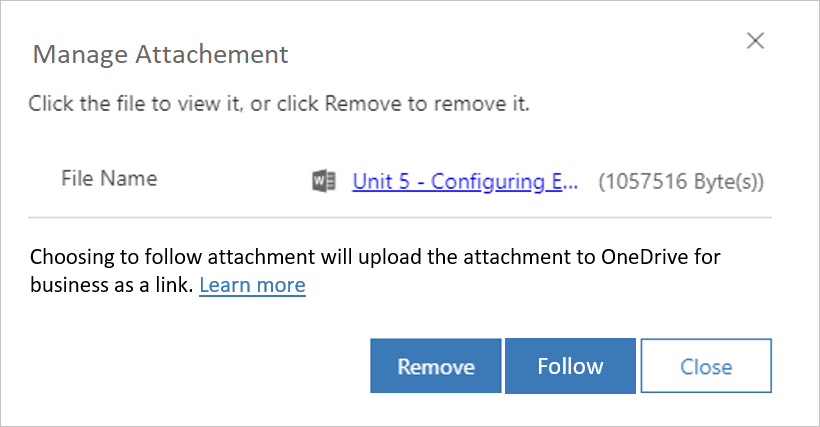 Manage Attachement
Click the file to view it, or click Remove to remove it.
File Name Unit 5 - Configuring E... (1057516 Byte(s))
Choosing to follow attachment will upload the attachment to OneDrive for
business as a link. Learn more
Remove Follow Close